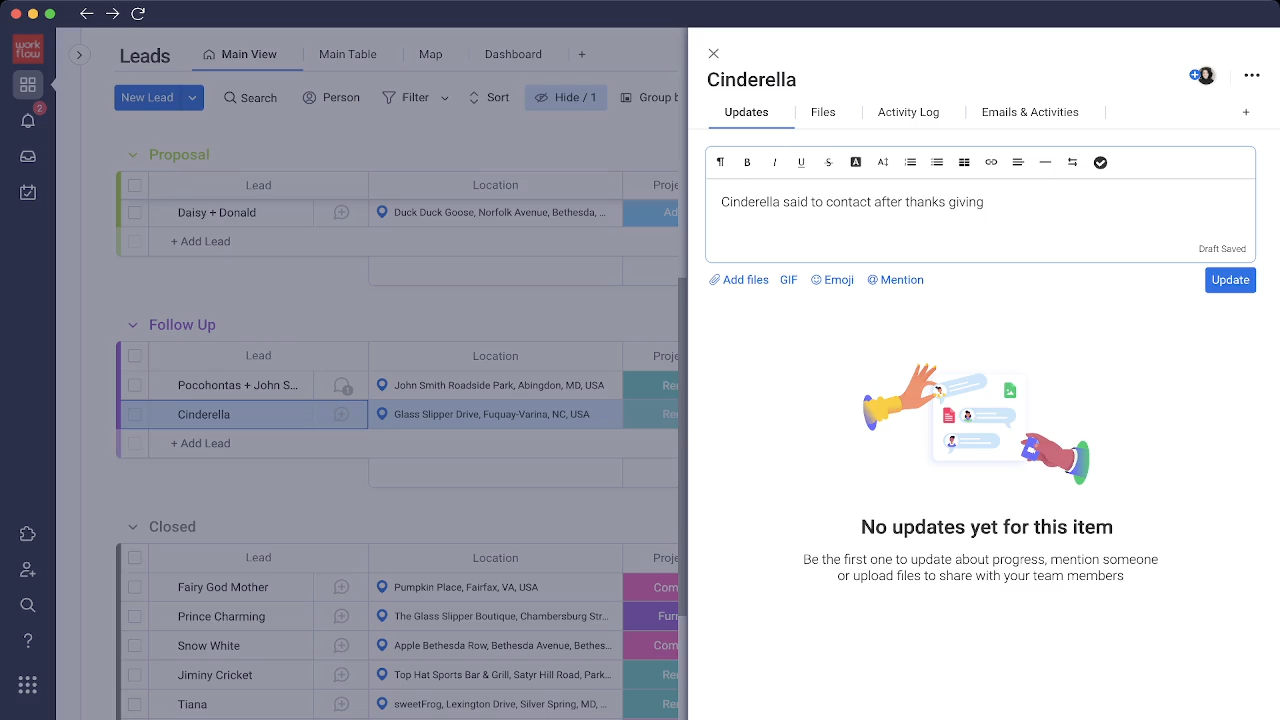 work
flow
2
Leads
Main View
Main Table
Map
Dashboard
+
New Lead
Search
Person
Filter
Sort
Hide / 1
Group b
Proposal
Lead
Location
Proje
Daisy + Donald
Duck Duck Goose, Norfolk Avenue, Bethesda, ...
Ad
+ Add Lead
Follow Up
Lead
Location
Proje
Pocohontas + John S...
1
John Smith Roadside Park, Abingdon, MD, USA
Re
Cinderella
Glass Slipper Drive, Fuquay-Varina, NC, USA
Re
+ Add Lead
Closed
Lead
Location
Proje
Fairy God Mother
Pumpkin Place, Fairfax, VA, USA
Com
Prince Charming
The Glass Slipper Boutique, Chambersburg Str...
Furn
Snow White
Apple Bethesda Row, Bethesda Avenue, Bethes...
Com
Jiminy Cricket
Top Hat Sports Bar & Grill, Satyr Hill Road, Park...
Re
Tiana
sweetFrog, Lexington Drive, Silver Spring, MD, ...
Re
Cinderella
Updates
Files
Activity Log
Emails & Activities
+
B I U S A
Cinderella said to contact after thanks giving
Draft Saved
Add files
GIF
Emoji
@ Mention
Update
No updates yet for this item
Be the first one to update about progress, mention someone
or upload files to share with your team members